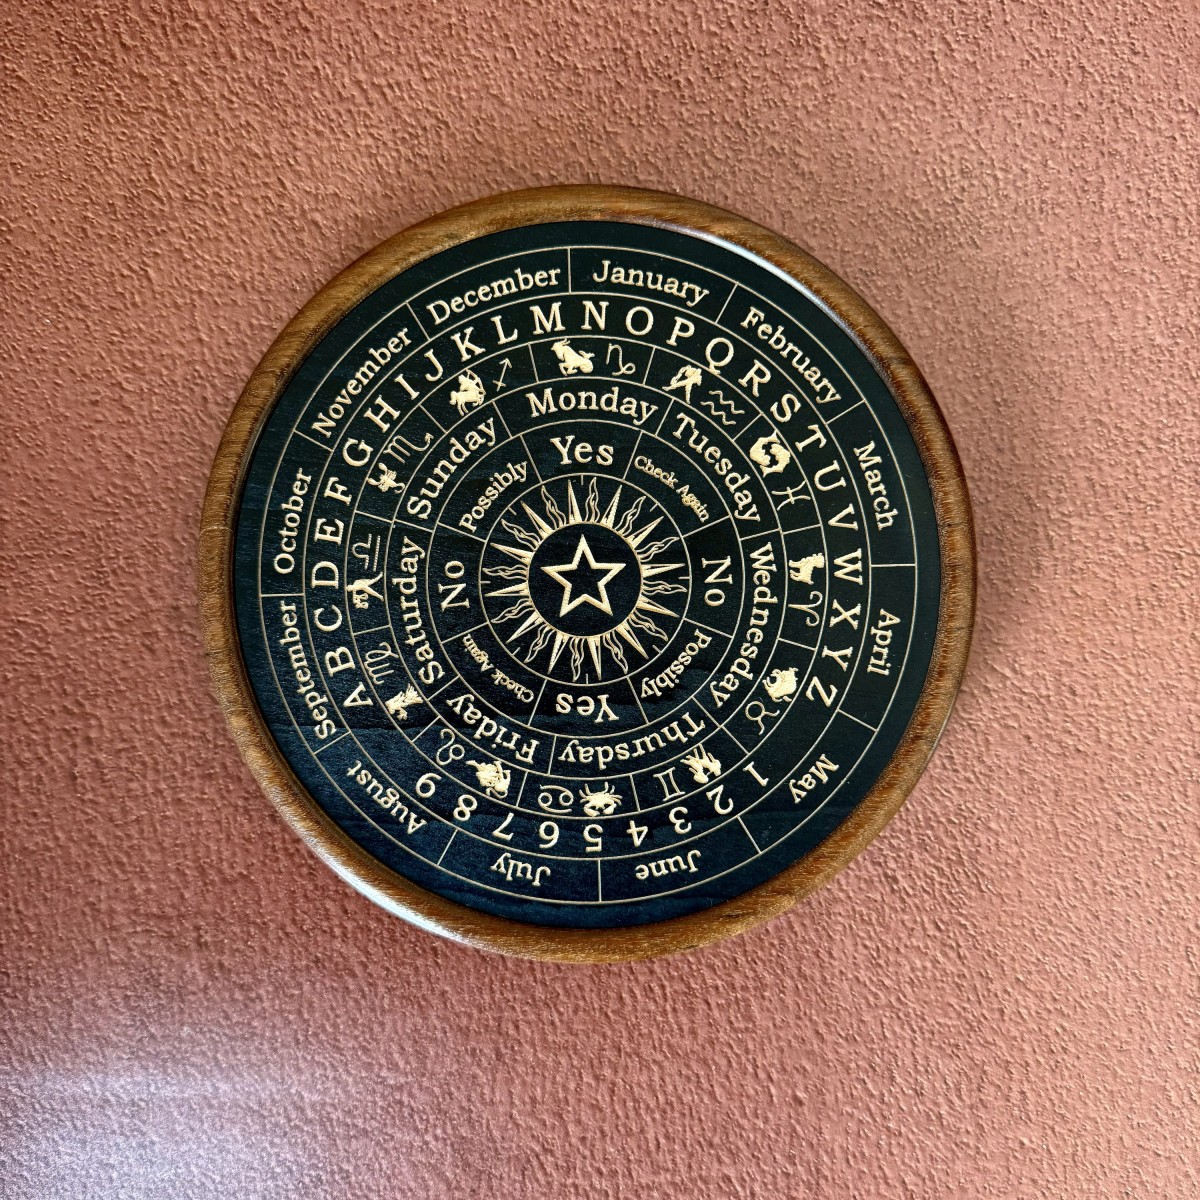 January
February
March
April
May
June
July
August
September
October
November
December
A B C D E F G H I J K L M N O P Q R S T U V W X Y Z
1 2 3 4 5 6 7 8 9
♑
♒
♓
♈
♉
♊
♋
♌
♍
♎
♏
♐
Monday
Tuesday
Wednesday
Thursday
Friday
Saturday
Sunday
Yes
Check Again
No
Possibly
Yes
Check Again
No
Possibly